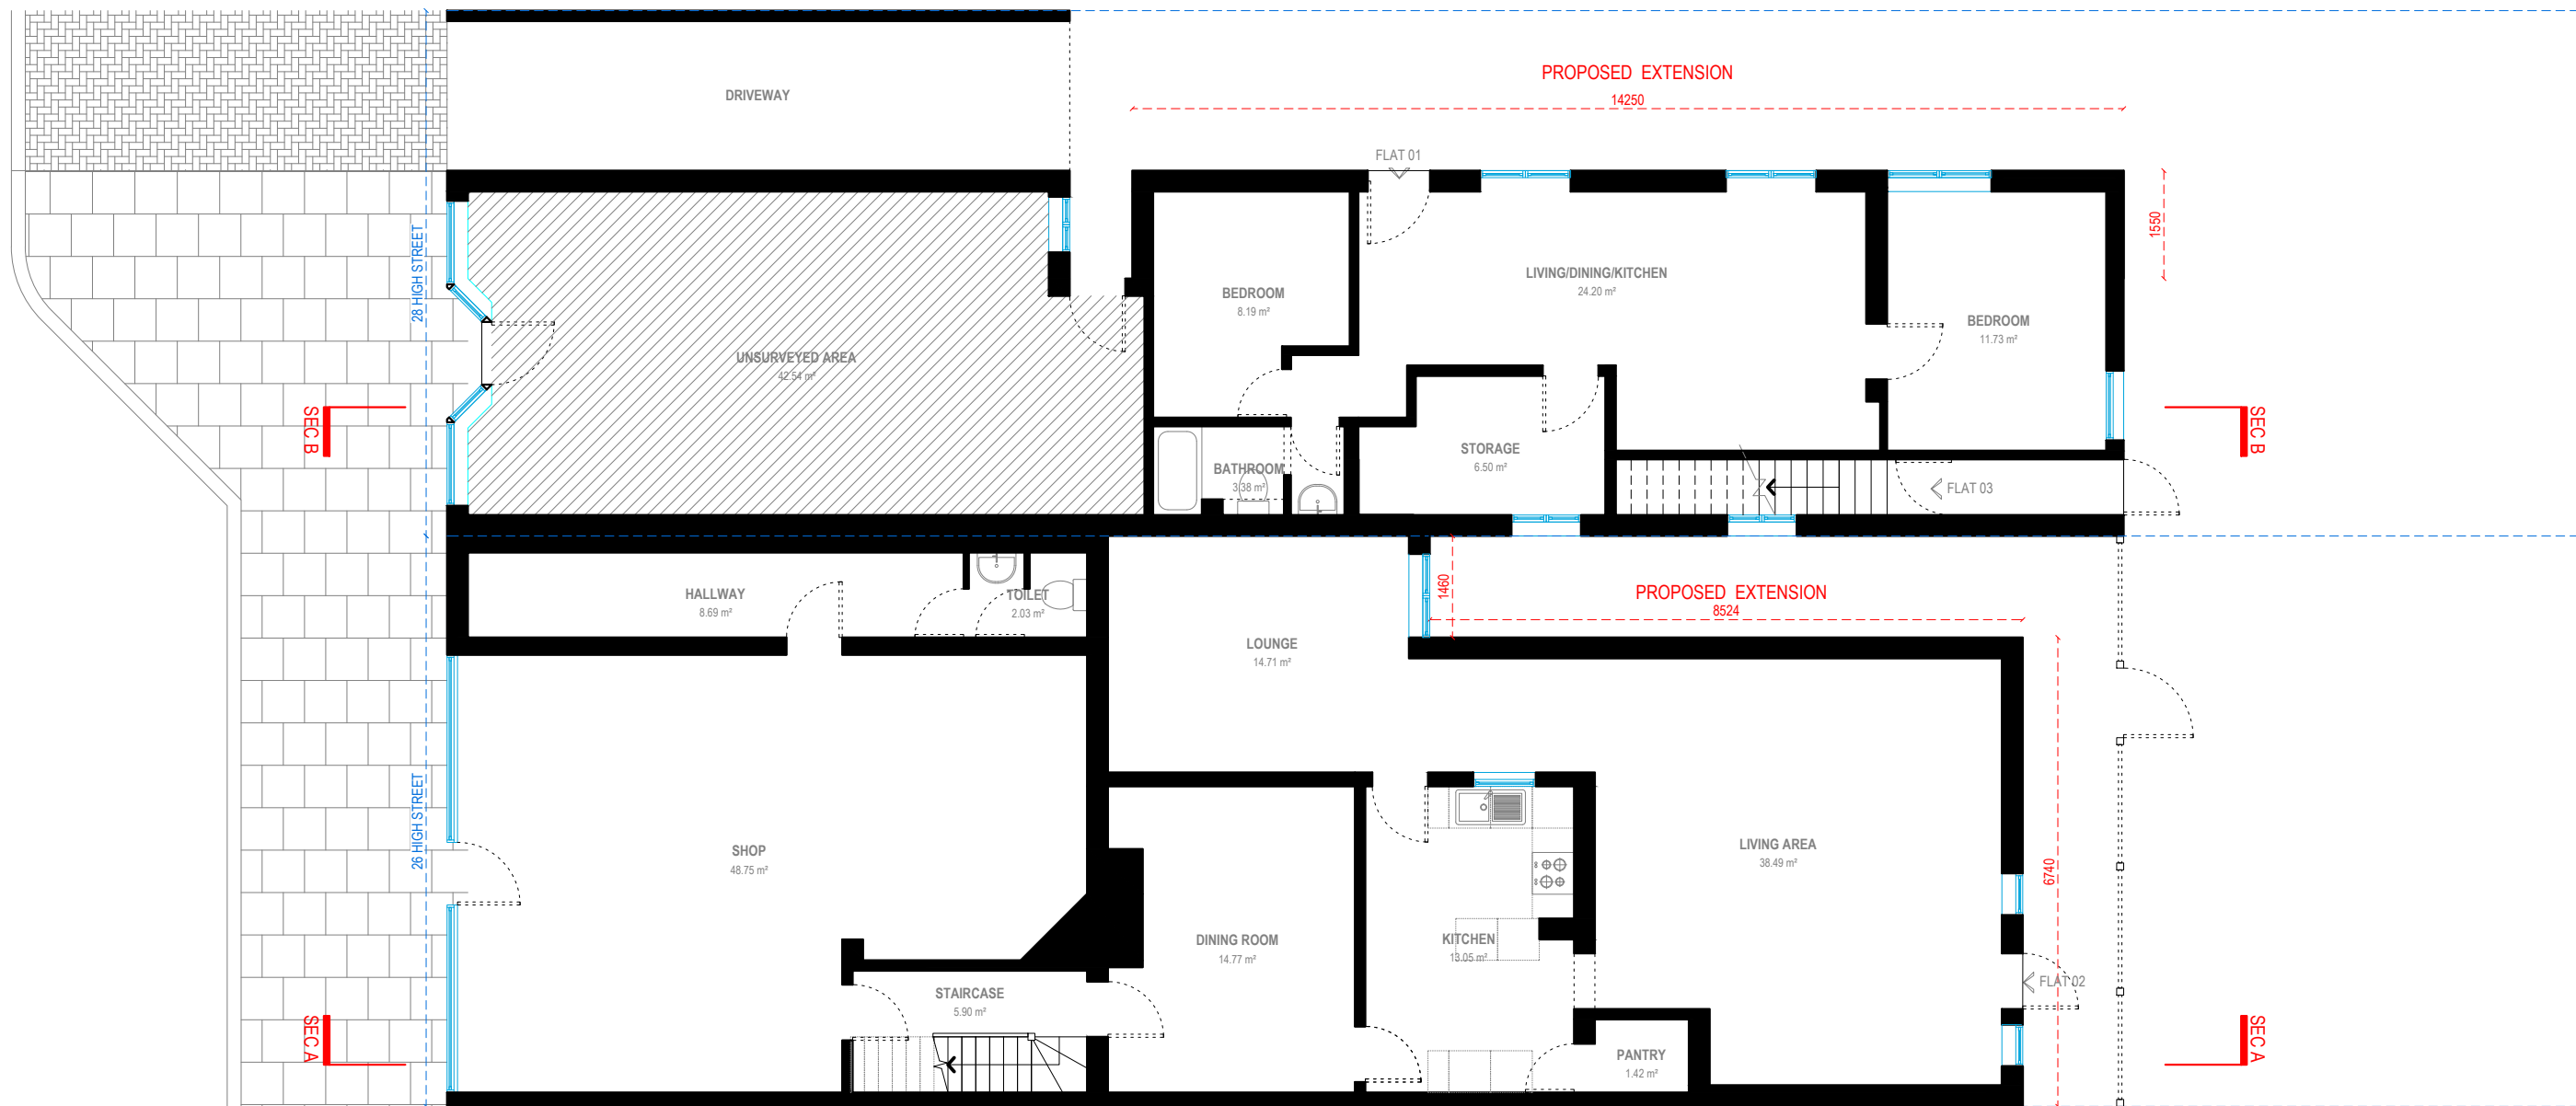 PROPOSED EXTENSION
14250
DRIVEWAY
FLAT 01
1550
28 HIGH STREET
BEDROOM
8.19 m²
LIVING/DINING/KITCHEN
24.20 m²
BEDROOM
11.73 m²
UNSURVEYED AREA
42.54 m²
SEC B
SEC B
STORAGE
6.50 m²
BATHROOM
3.38 m²
FLAT 03
HALLWAY
8.69 m²
TOILET
2.03 m²
1460
PROPOSED EXTENSION
8524
LOUNGE
14.71 m²
26 HIGH STREET
SHOP
48.75 m²
LIVING AREA
38.49 m²
6740
DINING ROOM
14.77 m²
KITCHEN
13.05 m²
FLAT 02
STAIRCASE
5.90 m²
SEC A
SEC A
PANTRY
1.42 m²